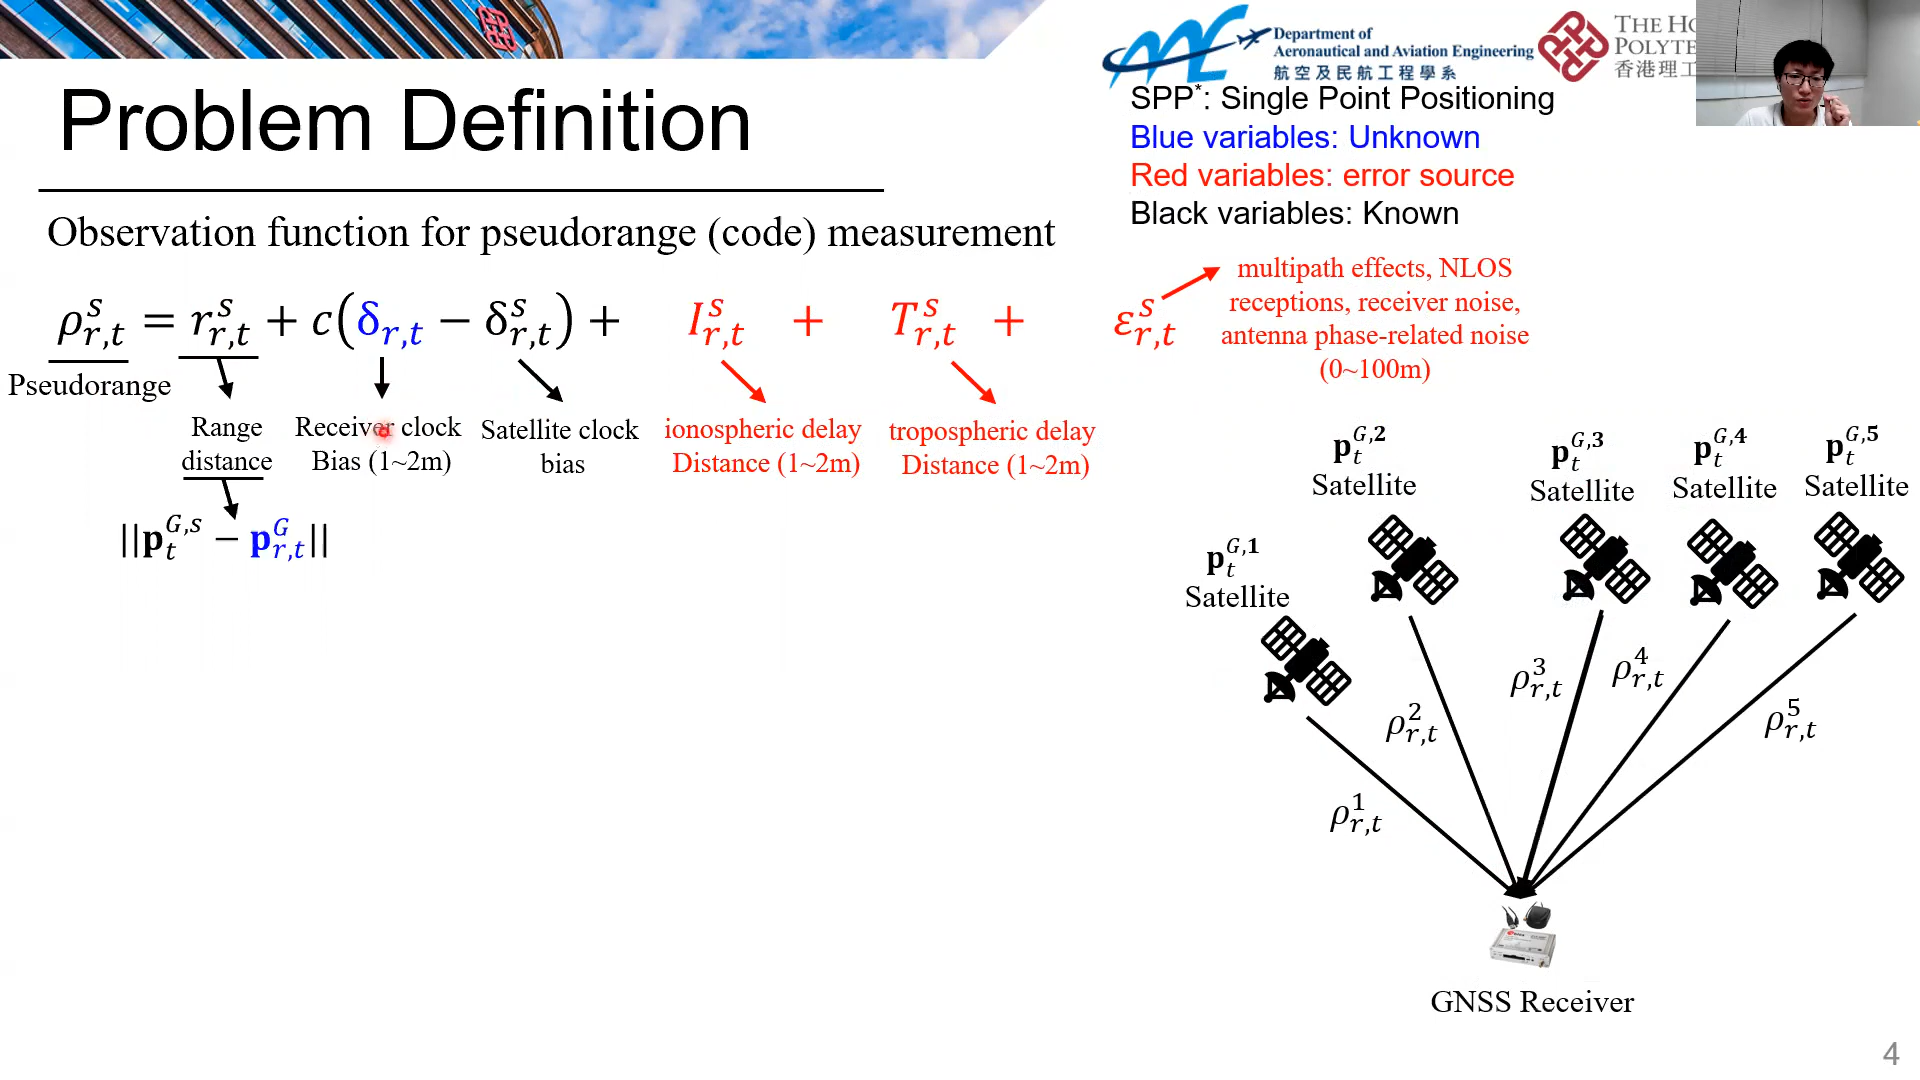 Department of
Aeronautical and Aviation Engineering
航空及民航工程學系
THE HO
POLYTE
香港理工
Problem Definition
SPP*: Single Point Positioning
Blue variables: Unknown
Red variables: error source
Black variables: Known
Observation function for pseudorange (code) measurement
ρ^s_{r,t} = r^s_{r,t} + c(δ_{r,t} − δ^s_{r,t}) + I^s_{r,t} + T^s_{r,t} + ε^s_{r,t}
multipath effects, NLOS
receptions, receiver noise,
antenna phase-related noise
(0~100m)
Pseudorange
Range
distance
Receiver clock
Bias (1~2m)
Satellite clock
bias
ionospheric delay
Distance (1~2m)
tropospheric delay
Distance (1~2m)
||p^{G,s}_t − p^G_{r,t}||
p^{G,1}_t
Satellite
p^{G,2}_t
Satellite
p^{G,3}_t
Satellite
p^{G,4}_t
Satellite
p^{G,5}_t
Satellite
ρ^1_{r,t}
ρ^2_{r,t}
ρ^3_{r,t}
ρ^4_{r,t}
ρ^5_{r,t}
GNSS Receiver
4